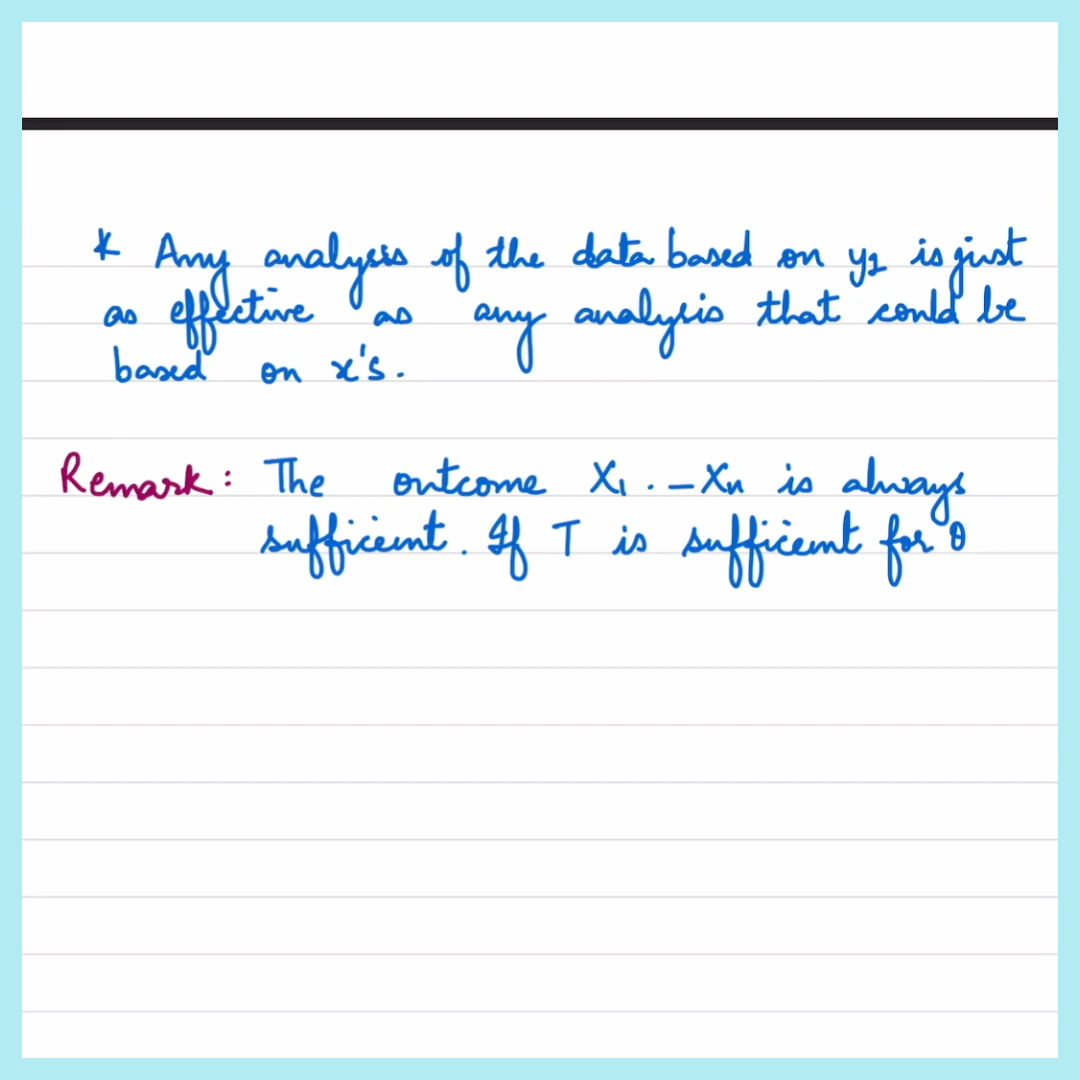 * Any analysis of the data based on y₁ is just
as effective as any analysis that could be
based on x's.
Remark: The outcome X₁ . – Xn is always
sufficient. If T is sufficient for θ